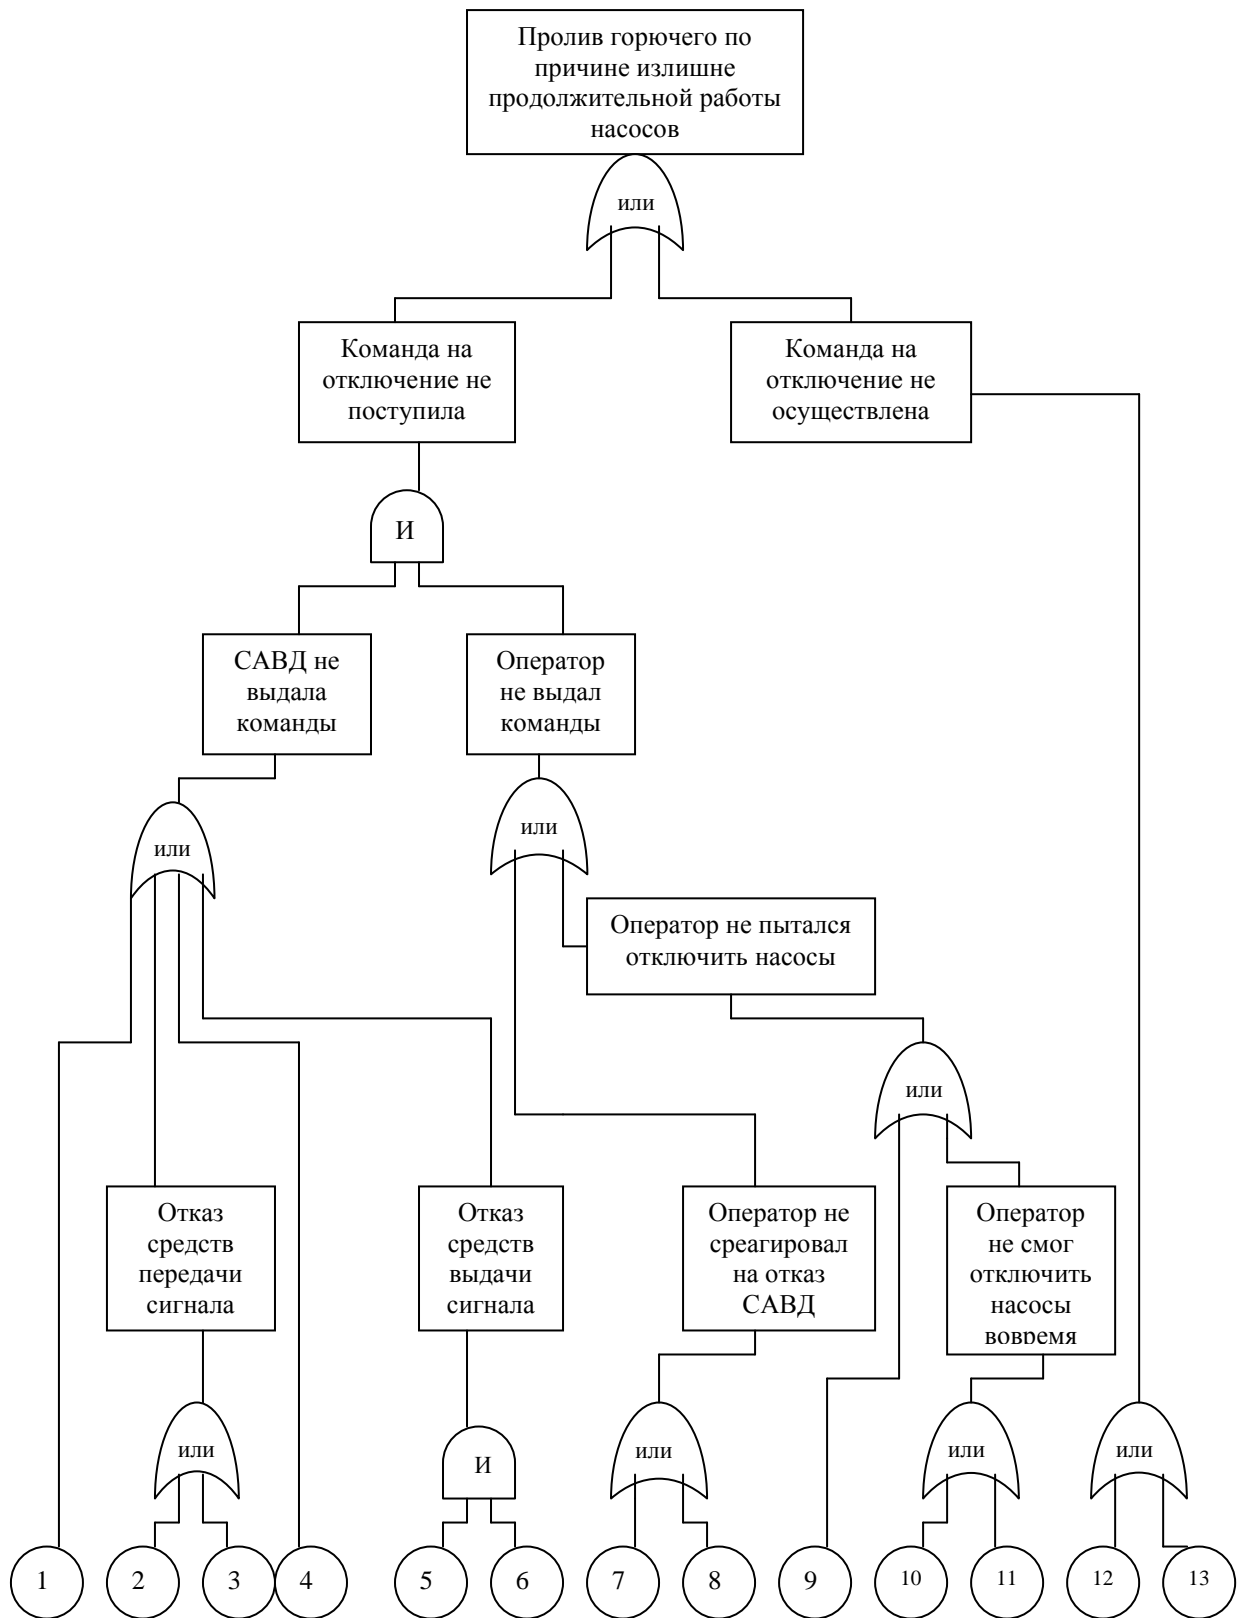 Пролив горючего по
причине излишне
продолжительной работы
насосов
или
Команда на
отключение не
поступила
Команда на
отключение не
осуществлена
И
САВД не
выдала
команды
Оператор
не выдал
команды
или
или
Оператор не пытался
отключить насосы
или
Отказ
средств
передачи
сигнала
Отказ
средств
выдачи
сигнала
Оператор не
среагировал
на отказ
САВД
Оператор
не смог
отключить
насосы
вовремя
или
И
или
или
или
1
2
3
4
5
6
7
8
9
10
11
12
13